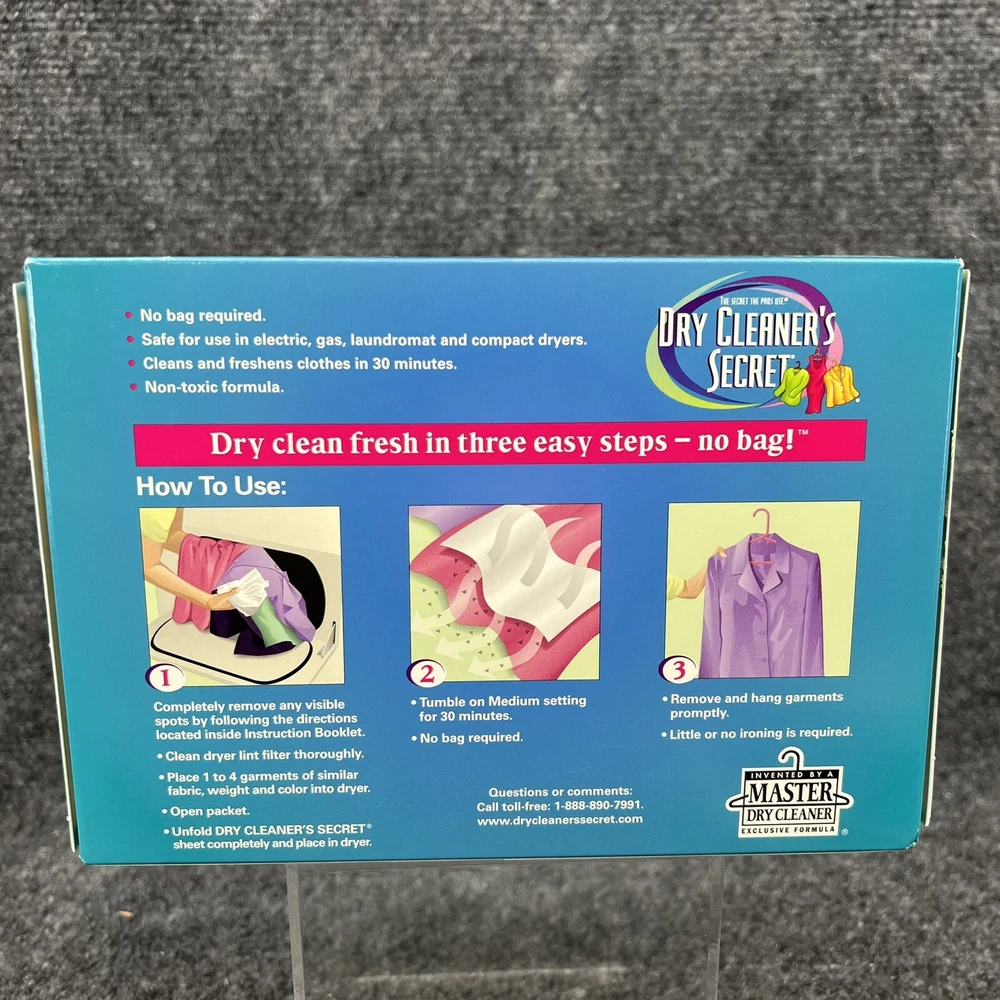 • No bag required.
• Safe for use in electric, gas, laundromat and compact dryers.
• Cleans and freshens clothes in 30 minutes.
• Non-toxic formula.
THE SECRET THE PROS USE®
DRY CLEANER'S
SECRET®
Dry clean fresh in three easy steps – no bag!™
How To Use:
1
Completely remove any visible
spots by following the directions
located inside Instruction Booklet.
• Clean dryer lint filter thoroughly.
• Place 1 to 4 garments of similar
fabric, weight and color into dryer.
• Open packet.
• Unfold DRY CLEANER'S SECRET®
sheet completely and place in dryer.
2
• Tumble on Medium setting
for 30 minutes.
• No bag required.
3
• Remove and hang garments
promptly.
• Little or no ironing is required.
Questions or comments:
Call toll-free: 1-888-890-7991.
www.drycleanerssecret.com
INVENTED BY A
MASTER
DRY CLEANER
EXCLUSIVE FORMULA ®